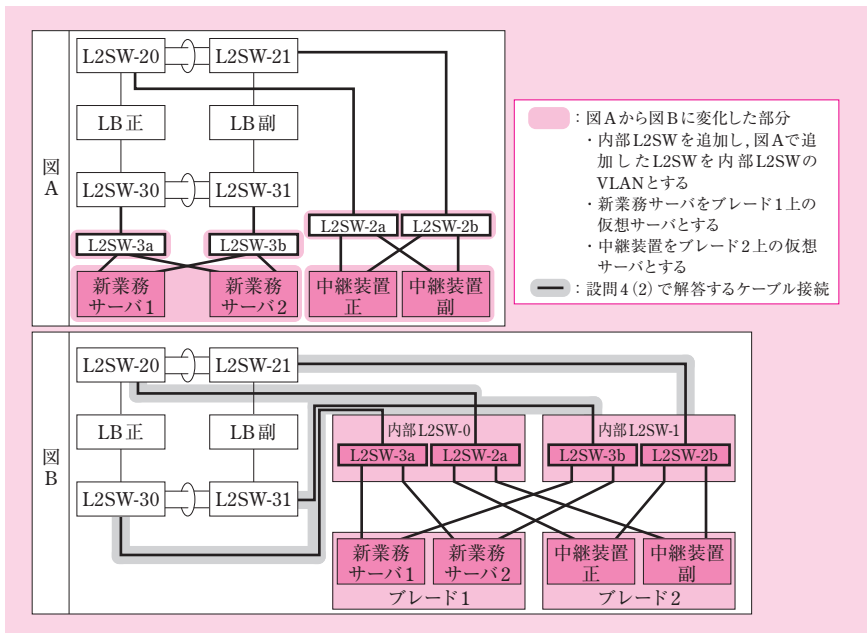 図A
L2SW-20
L2SW-21
LB正
LB副
L2SW-30
L2SW-31
L2SW-3a
L2SW-3b
L2SW-2a
L2SW-2b
新業務
サーバ1
新業務
サーバ2
中継装置
正
中継装置
副
：図Aから図Bに変化した部分
・内部L2SWを追加し，図Aで追
加したL2SWを内部L2SWの
VLANとする
・新業務サーバをブレード1上の
仮想サーバとする
・中継装置をブレード2上の仮想
サーバとする
：設問4(2)で解答するケーブル接続
図B
L2SW-20
L2SW-21
LB正
LB副
L2SW-30
L2SW-31
内部L2SW-0
内部L2SW-1
L2SW-3a
L2SW-2a
L2SW-3b
L2SW-2b
新業務
サーバ1
新業務
サーバ2
中継装置
正
中継装置
副
ブレード1
ブレード2